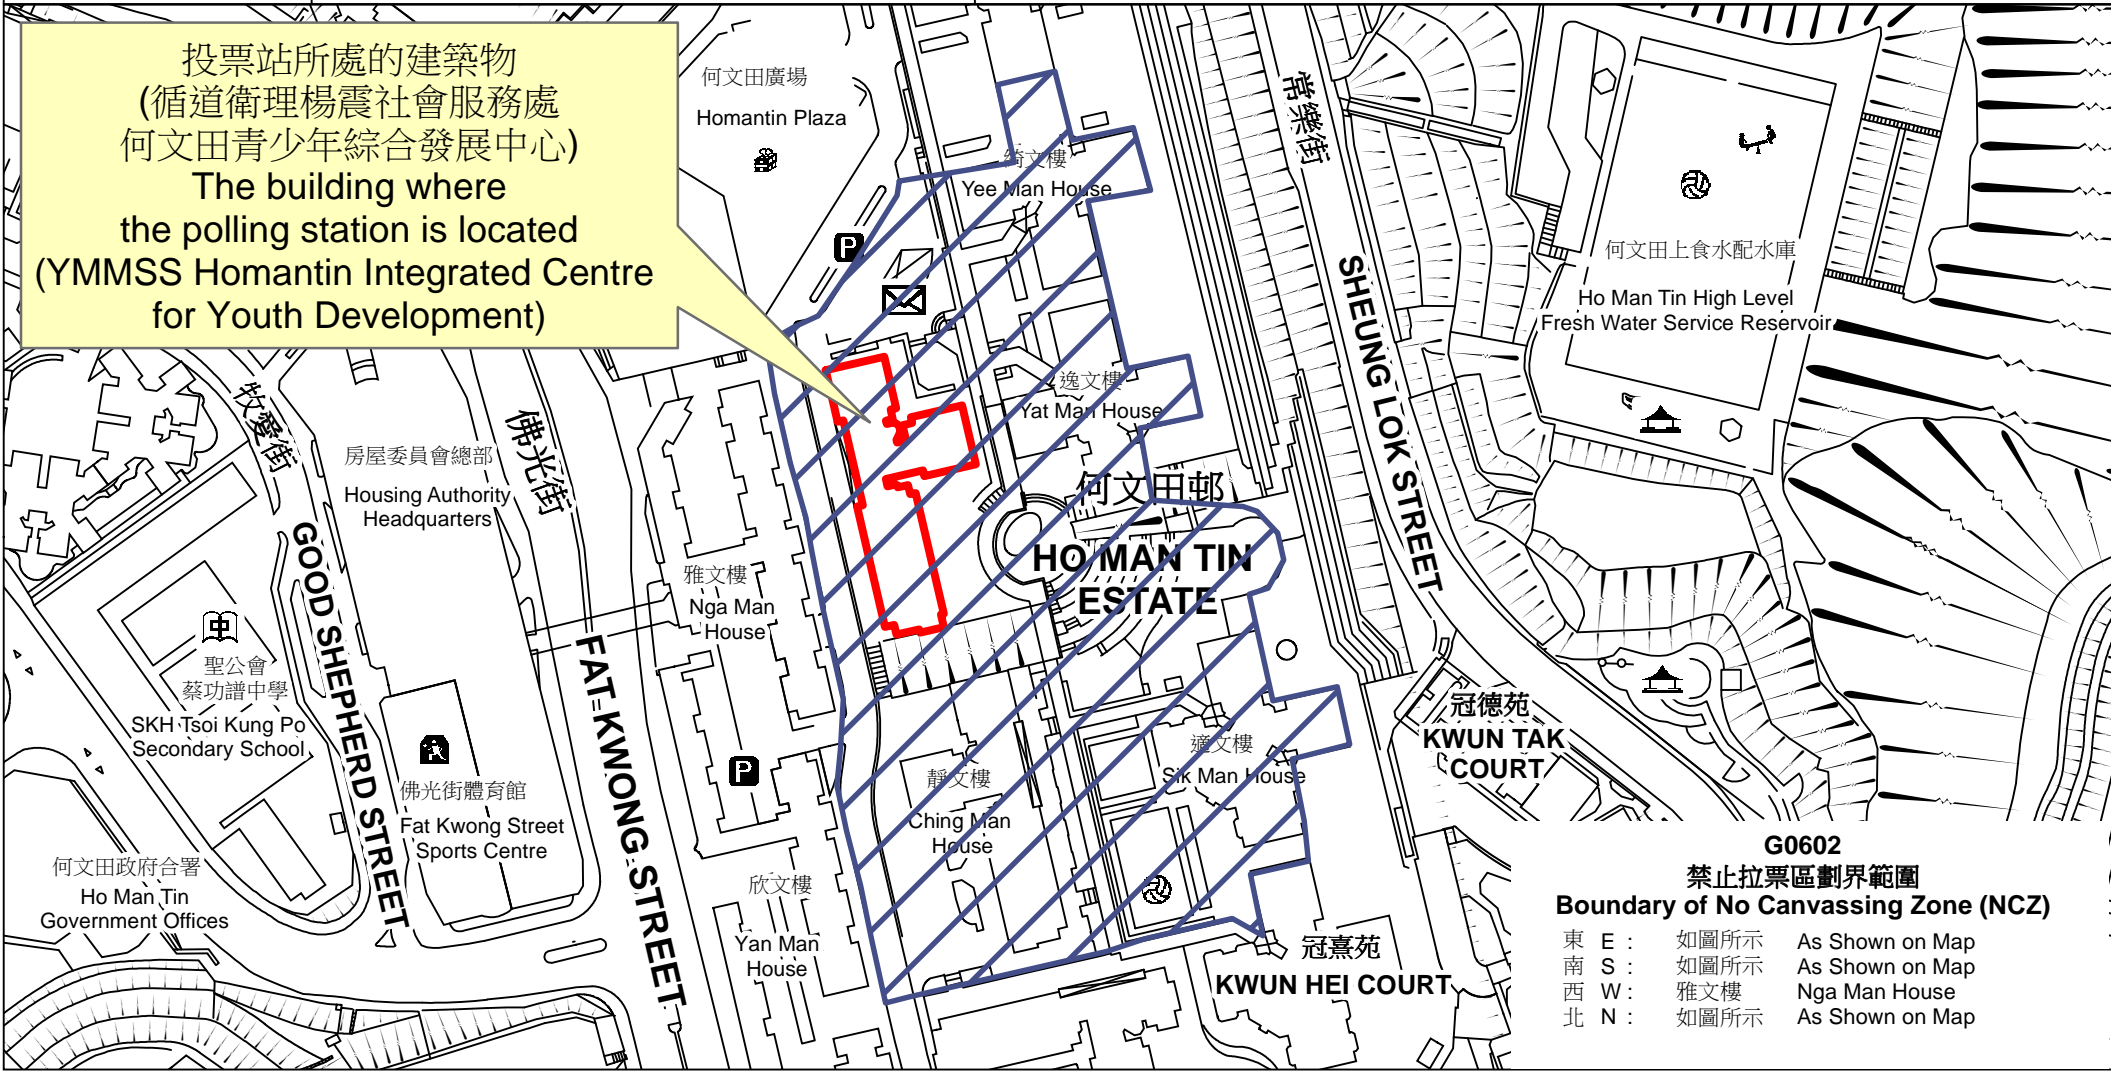 投票站所處的建築物
(循道衛理楊震社會服務處
何文田青少年綜合發展中心)
The building where
the polling station is located
(YMMSS Homantin Integrated Centre
for Youth Development)
何文田廣場
Homantin Plaza
綺文樓
Yee Man House
常樂街
SHEUNG LOK STREET
何文田上食水配水庫
Ho Man Tin High Level
Fresh Water Service Reservoir
P
逸文樓
Yat Man House
牧愛街
GOOD SHEPHERD STREET
佛光街
FAT KWONG STREET
房屋委員會總部
Housing Authority
Headquarters
何文田邨
HO MAN TIN
ESTATE
雅文樓
Nga Man
House
中
聖公會
蔡功譜中學
SKH Tsoi Kung Po
Secondary School
佛光街體育館
Fat Kwong Street
Sports Centre
P
靜文樓
Ching Man
House
適文樓
Sik Man House
冠德苑
KWUN TAK
COURT
何文田政府合署
Ho Man Tin
Government Offices
欣文樓
Yan Man
House
冠熹苑
KWUN HEI COURT
G0602
禁止拉票區劃界範圍
Boundary of No Canvassing Zone (NCZ)
東 E : 如圖所示 As Shown on Map
南 S : 如圖所示 As Shown on Map
西 W : 雅文樓 Nga Man House
北 N : 如圖所示 As Shown on Map